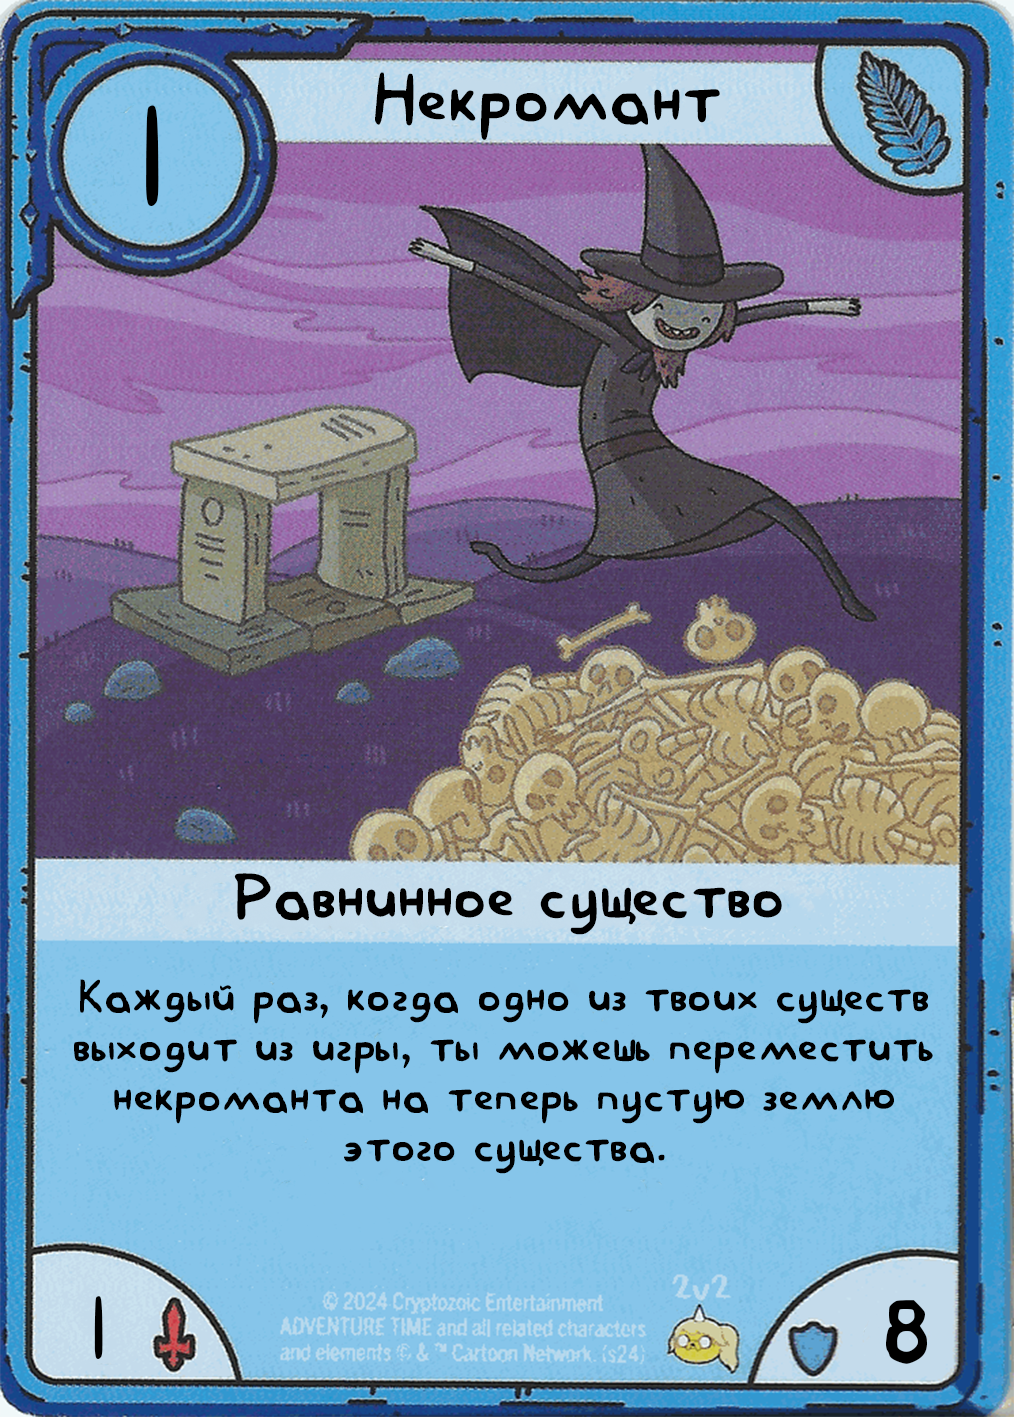 1
Некромант
Равнинное существо
Каждый раз, когда одно из твоих существ
выходит из игры, ты можешь переместить
некроманта на теперь пустую землю
этого существа.
2v2
© 2024 Cryptozoic Entertainment
ADVENTURE TIME and all related characters
and elements © & ™ Cartoon Network. (s24)
1
8